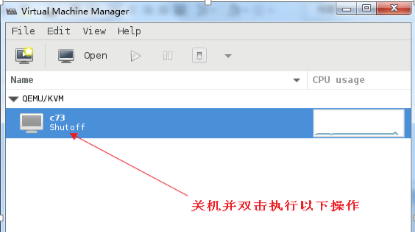 Virtual Machine Manager
File Edit View Help
Open
Name CPU usage
QEMU/KVM
c73
Shutoff
关机并双击执行以下操作